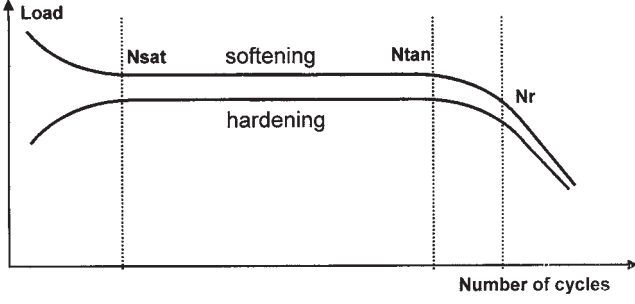 Load
Nsat
softening
Ntan
Nr
hardening
Number of cycles